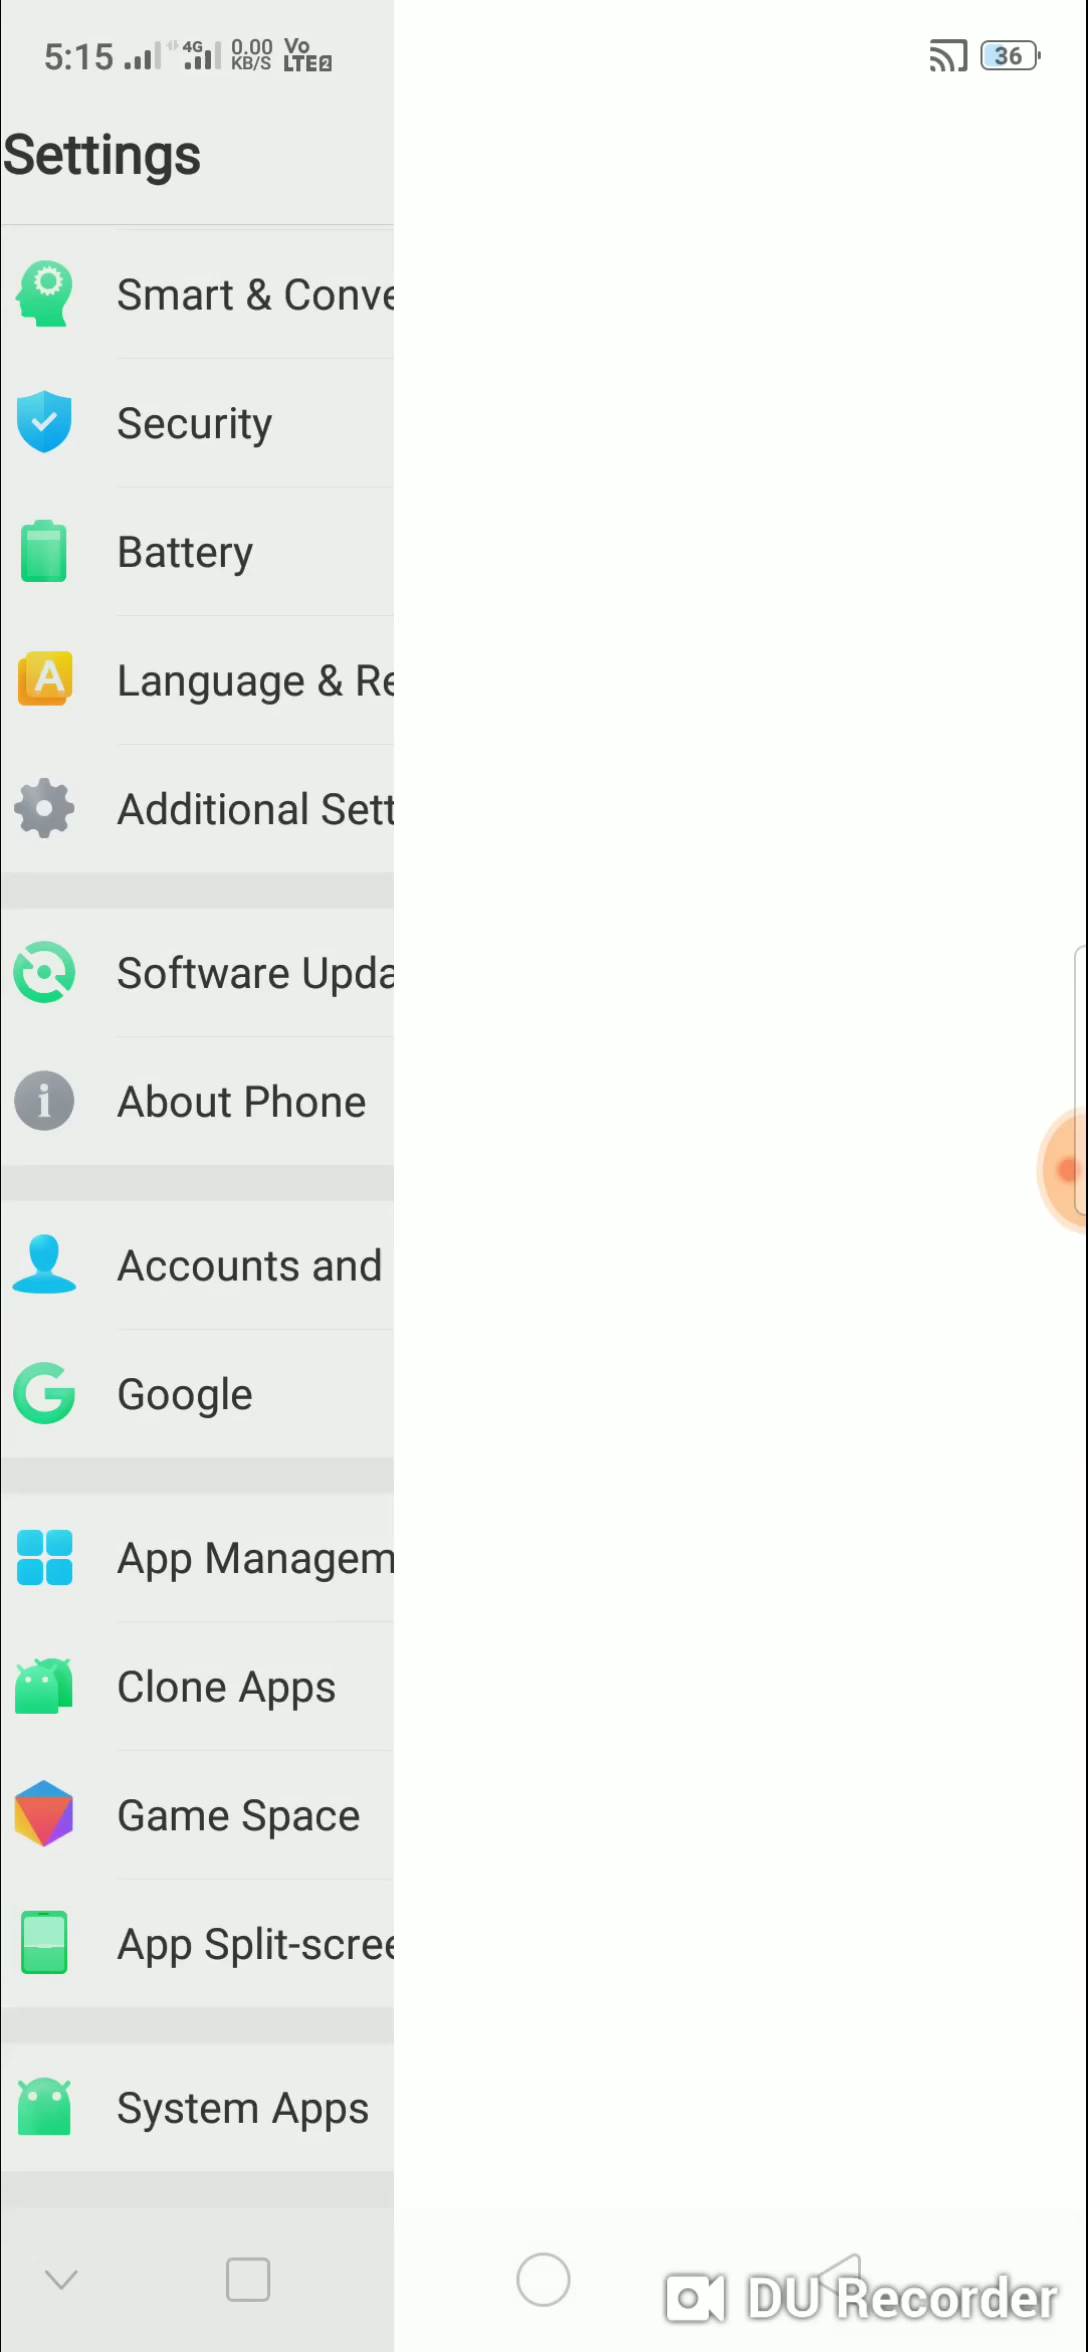 5:15 4G 0.00 KB/S Vo LTE 2 36
Settings
Smart & Conve
Security
Battery
A Language & Re
Additional Sett
Software Upda
i About Phone
Accounts and
G Google
App Managem
Clone Apps
Game Space
App Split-scree
System Apps
DU Recorder